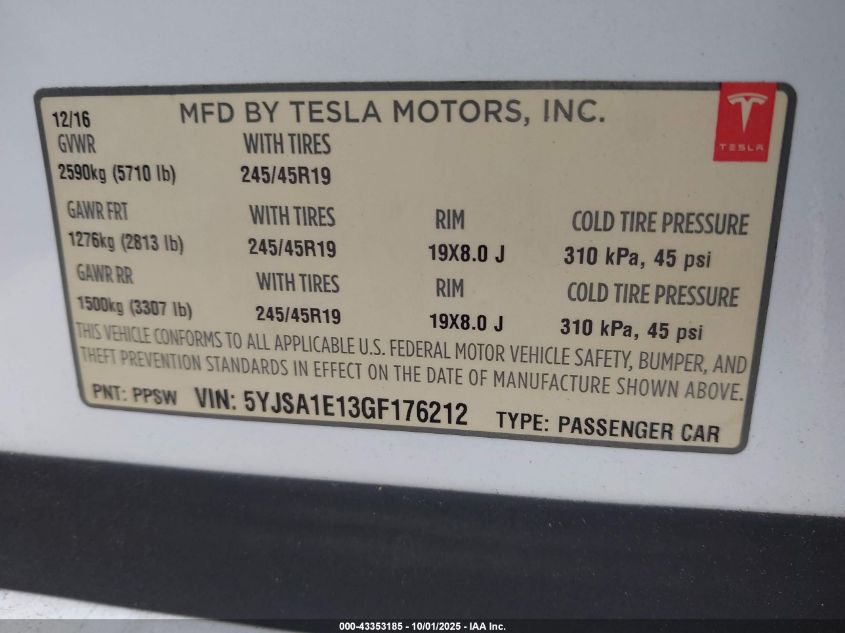 12/16 MFD BY TESLA MOTORS, INC.
TESLA
GVWR WITH TIRES
2590kg (5710 lb) 245/45R19
GAWR FRT WITH TIRES RIM COLD TIRE PRESSURE
1276kg (2813 lb) 245/45R19 19X8.0 J 310 kPa, 45 psi
GAWR RR WITH TIRES RIM COLD TIRE PRESSURE
1500kg (3307 lb) 245/45R19 19X8.0 J 310 kPa, 45 psi
THIS VEHICLE CONFORMS TO ALL APPLICABLE U.S. FEDERAL MOTOR VEHICLE SAFETY, BUMPER, AND
THEFT PREVENTION STANDARDS IN EFFECT ON THE DATE OF MANUFACTURE SHOWN ABOVE.
PNT: PPSW VIN: 5YJSA1E13GF176212 TYPE: PASSENGER CAR
000-43353185 - 10/01/2025 - IAA Inc.